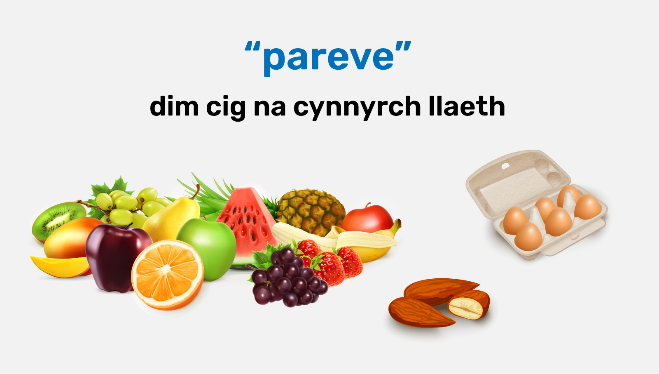 “pareve”
dim cig na cynnyrch llaeth